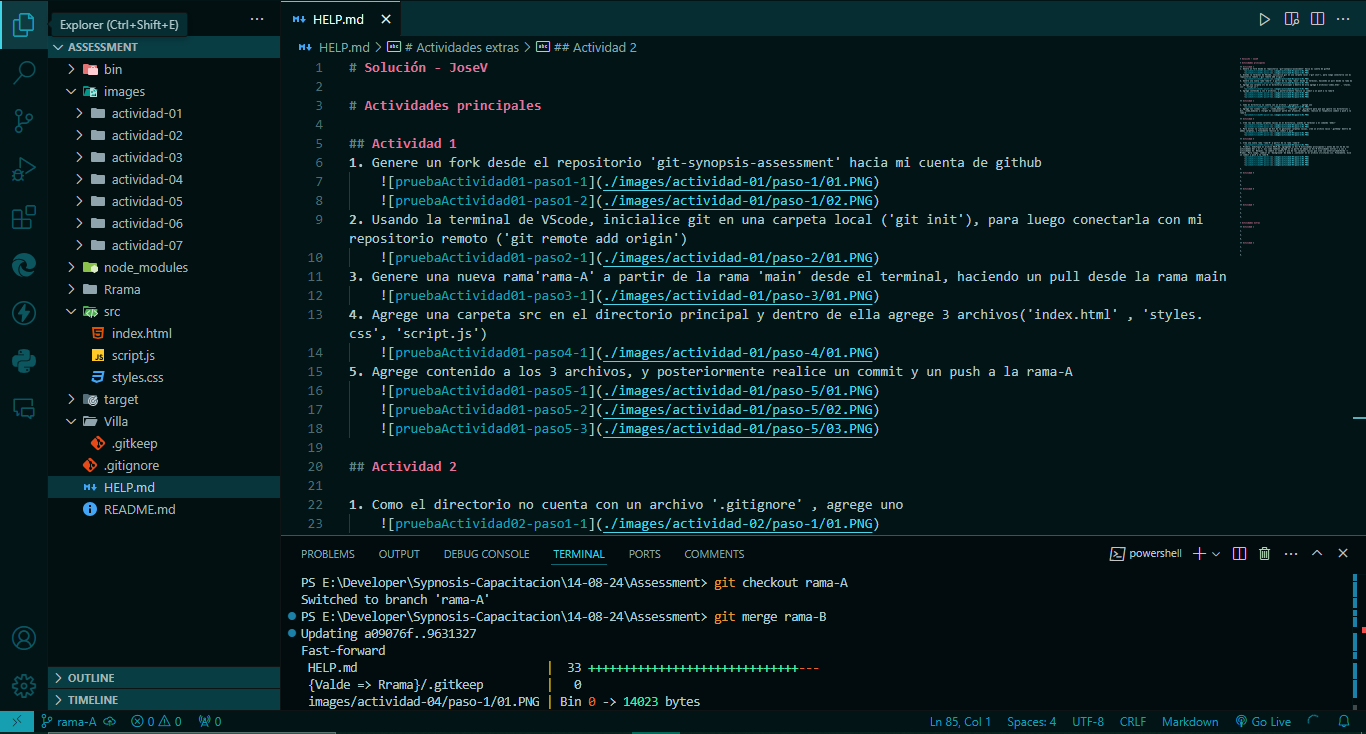 Explorer (Ctrl+Shift+E)
ASSESSMENT
bin
images
actividad-01
actividad-02
actividad-03
actividad-04
actividad-05
actividad-06
actividad-07
node_modules
Rrama
src
index.html
script.js
styles.css
target
Villa
.gitkeep
.gitignore
HELP.md
README.md
OUTLINE
TIMELINE
HELP.md
HELP.md > # Actividades extras > ## Actividad 2
1 # Solución - JoseV
2
3 # Actividades principales
4
5 ## Actividad 1
6 1. Genere un fork desde el repositorio 'git-synopsis-assessment' hacia mi cuenta de github
7 ![pruebaActividad01-paso1-1](./images/actividad-01/paso-1/01.PNG)
8 ![pruebaActividad01-paso1-2](./images/actividad-01/paso-1/02.PNG)
9 2. Usando la terminal de VScode, inicialice git en una carpeta local ('git init'), para luego conectarla con mi
repositorio remoto ('git remote add origin')
10 ![pruebaActividad01-paso2-1](./images/actividad-01/paso-2/01.PNG)
11 3. Genere una nueva rama'rama-A' a partir de la rama 'main' desde el terminal, haciendo un pull desde la rama main
12 ![pruebaActividad01-paso3-1](./images/actividad-01/paso-3/01.PNG)
13 4. Agrege una carpeta src en el directorio principal y dentro de ella agrege 3 archivos('index.html' , 'styles.
css', 'script.js')
14 ![pruebaActividad01-paso4-1](./images/actividad-01/paso-4/01.PNG)
15 5. Agrege contenido a los 3 archivos, y posteriormente realice un commit y un push a la rama-A
16 ![pruebaActividad01-paso5-1](./images/actividad-01/paso-5/01.PNG)
17 ![pruebaActividad01-paso5-2](./images/actividad-01/paso-5/02.PNG)
18 ![pruebaActividad01-paso5-3](./images/actividad-01/paso-5/03.PNG)
19
20 ## Actividad 2
21
22 1. Como el directorio no cuenta con un archivo '.gitignore' , agrege uno
23 ![pruebaActividad02-paso1-1](./images/actividad-02/paso-1/01.PNG)
PROBLEMS OUTPUT DEBUG CONSOLE TERMINAL PORTS COMMENTS powershell
PS E:\Developer\Sypnosis-Capacitacion\14-08-24\Assessment> git checkout rama-A
Switched to branch 'rama-A'
PS E:\Developer\Sypnosis-Capacitacion\14-08-24\Assessment> git merge rama-B
Updating a09076f..9631327
Fast-forward
HELP.md | 33 ++++++++++++++++++++++++++++++---
{Valde => Rrama}/.gitkeep | 0
images/actividad-04/paso-1/01.PNG | Bin 0 -> 14023 bytes
rama-A 0 0 0 Ln 85, Col 1 Spaces: 4 UTF-8 CRLF Markdown Go Live